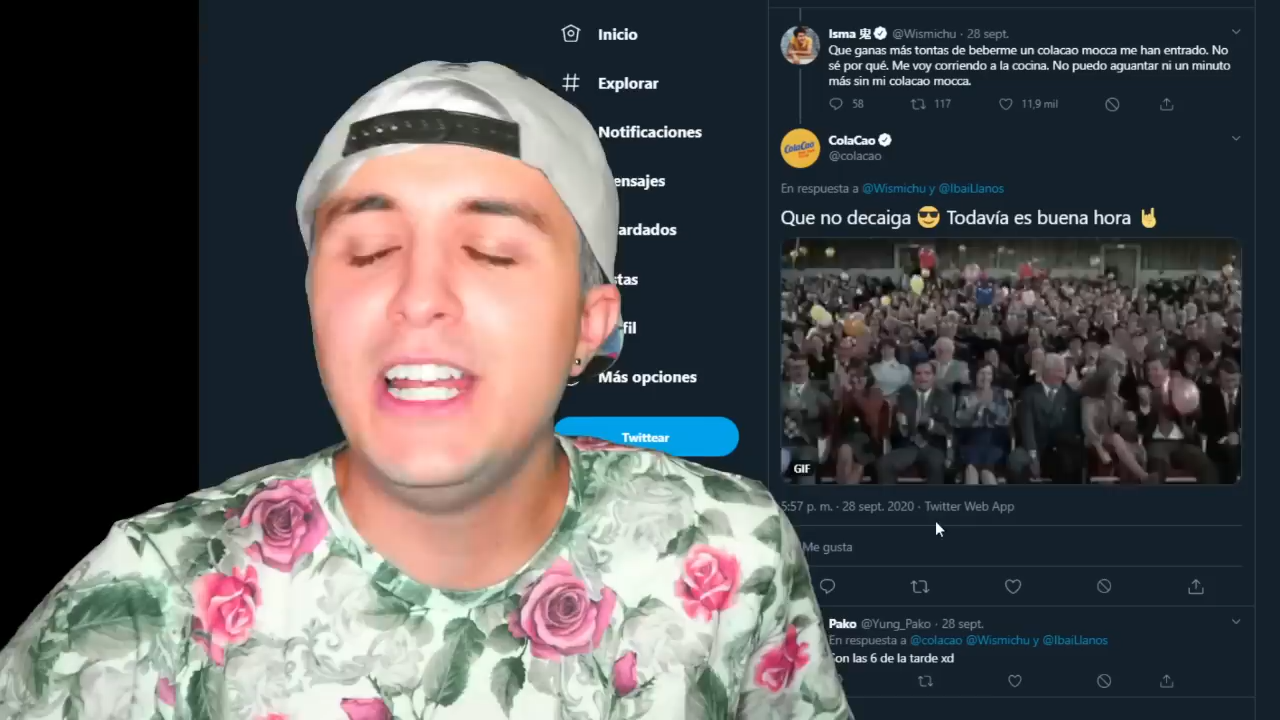 Inicio
Explorar
Notificaciones
ensajes
ardados
stas
fil
Más opciones
Twittear
Isma 鬼 @Wismichu · 28 sept.
Que ganas más tontas de beberme un colacao mocca me han entrado. No
sé por qué. Me voy corriendo a la cocina. No puedo aguantar ni un minuto
más sin mi colacao mocca.
58 117 11,9 mil
ColaCao
ColaCao
@colacao
En respuesta a @Wismichu y @IbaiLlanos
Que no decaiga 😎 Todavía es buena hora 🤘
GIF
5:57 p. m. · 28 sept. 2020 · Twitter Web App
Me gusta
Pako @Yung_Pako · 28 sept.
En respuesta a @colacao @Wismichu y @IbaiLlanos
Son las 6 de la tarde xd